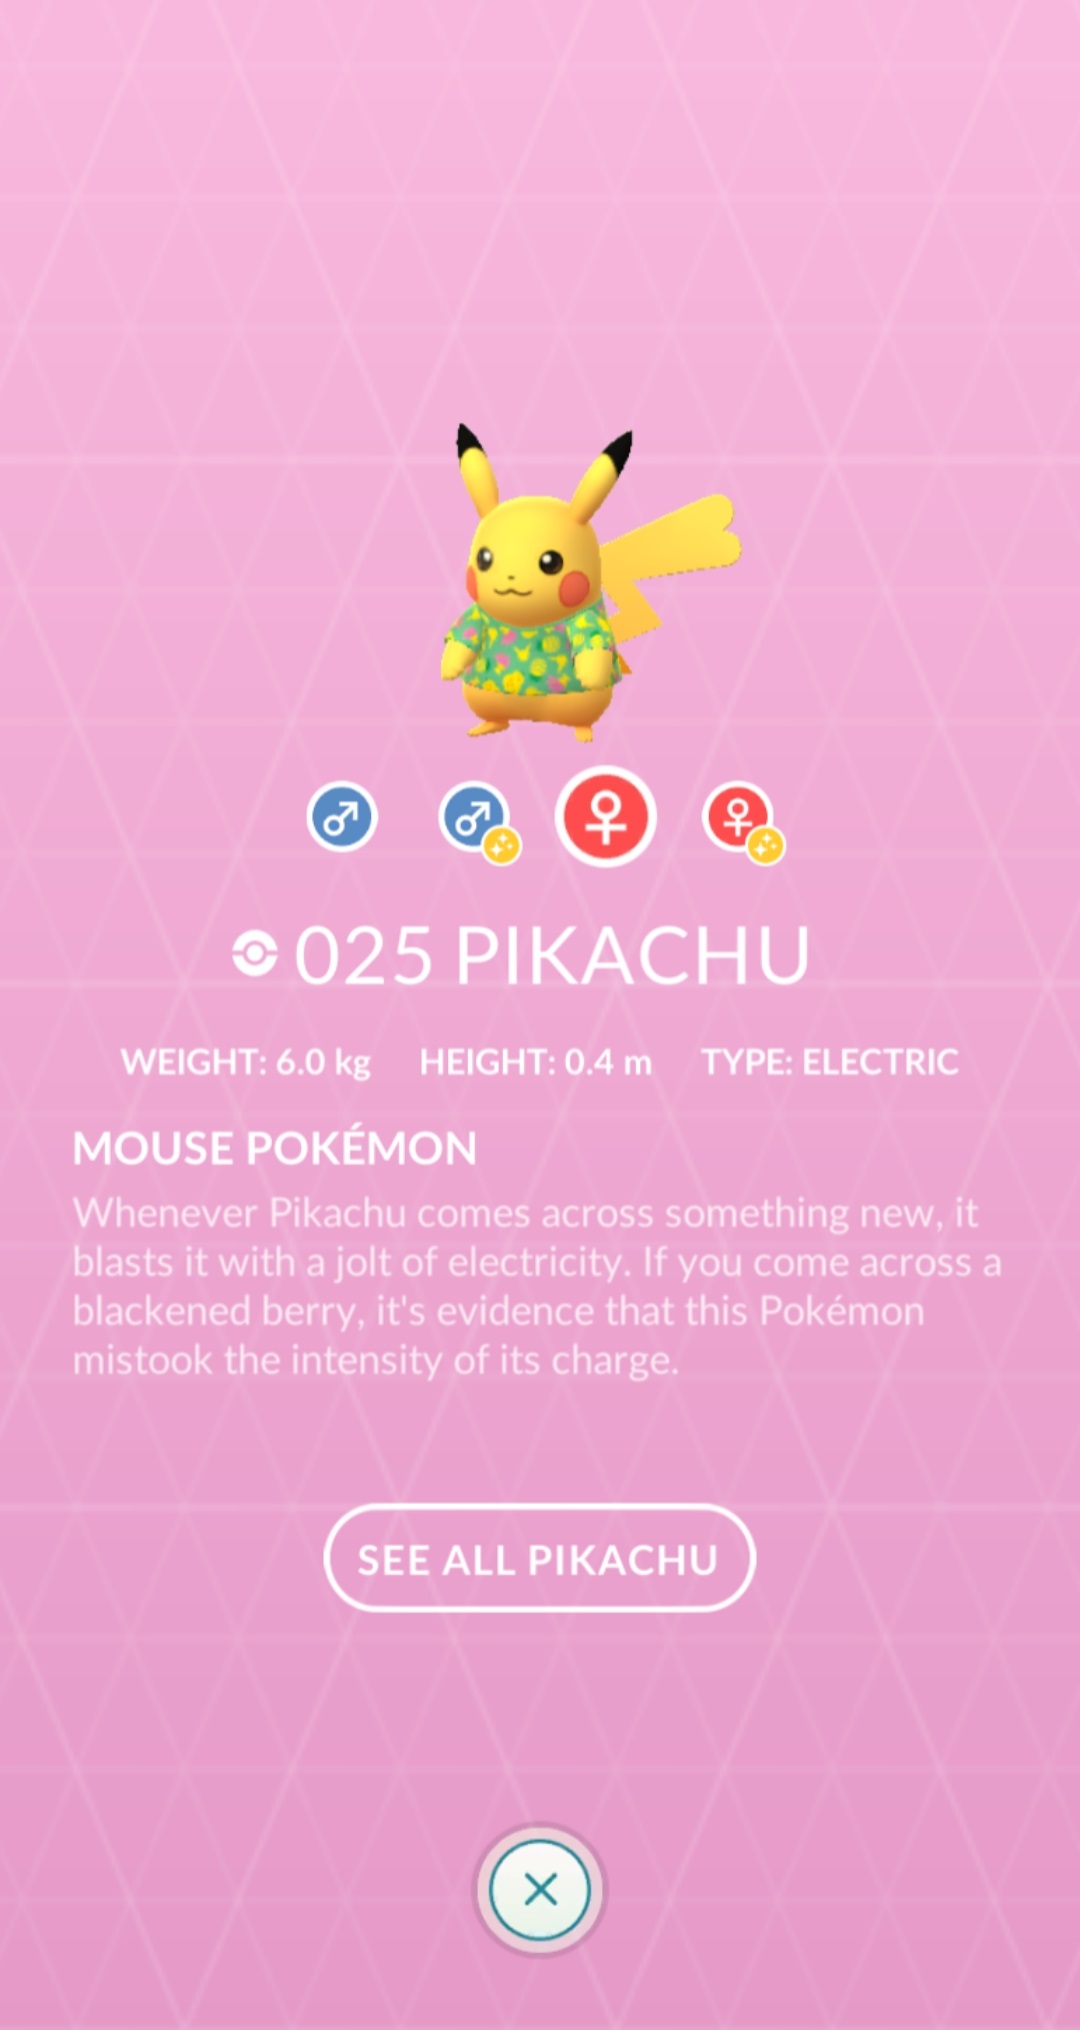 025 PIKACHU
WEIGHT: 6.0 kg HEIGHT: 0.4 m TYPE: ELECTRIC
MOUSE POKÉMON
Whenever Pikachu comes across something new, it
blasts it with a jolt of electricity. If you come across a
blackened berry, it's evidence that this Pokémon
mistook the intensity of its charge.
SEE ALL PIKACHU